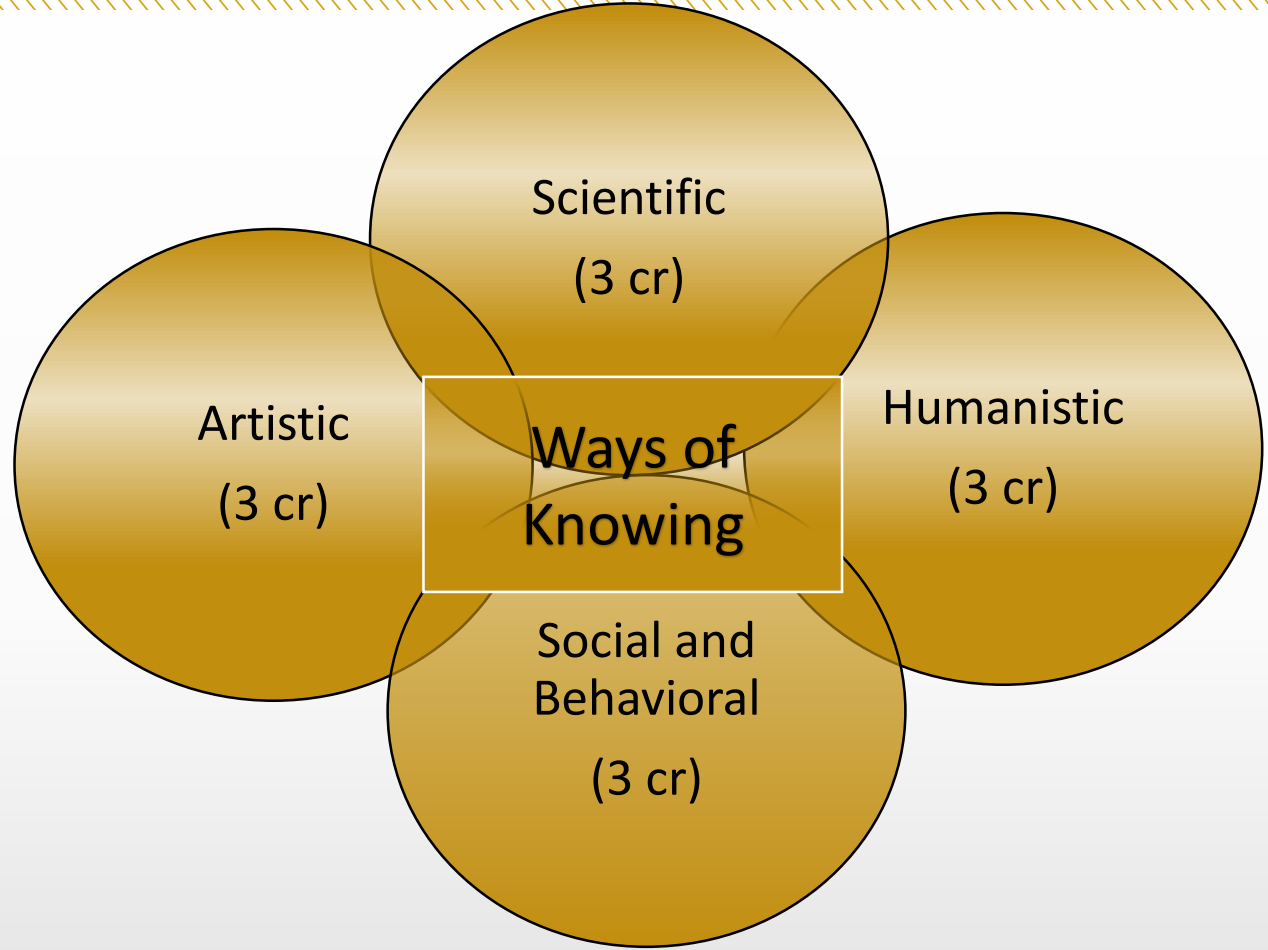 Scientific
(3 cr)
Artistic
(3 cr)
Ways of
Knowing
Humanistic
(3 cr)
Social and
Behavioral
(3 cr)